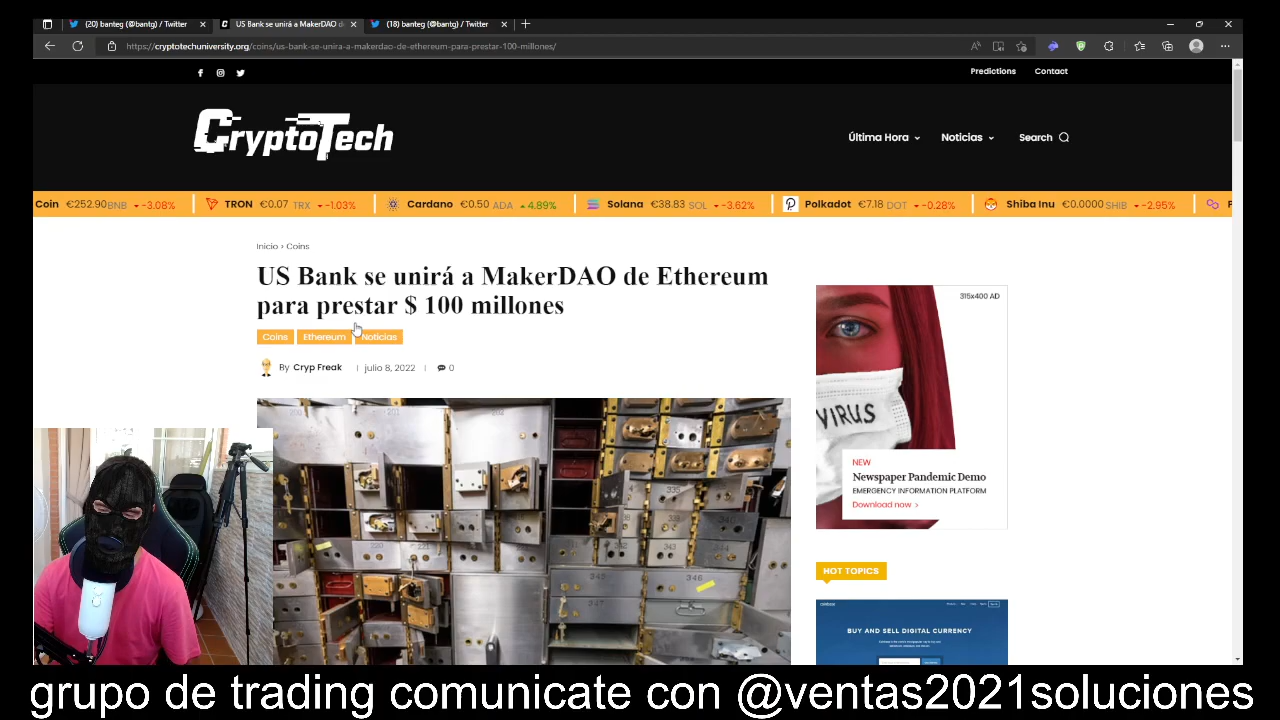 (20) banteg (@bantg) / Twitter
US Bank se unirá a MakerDAO de
(18) banteg (@bantg) / Twitter
https://cryptotechuniversity.org/coins/us-bank-se-unira-a-makerdao-de-ethereum-para-prestar-100-millones/
Predictions Contact
CryptoTech
Última Hora Noticias Search
Coin €252.90 BNB -3.08% TRON €0.07 TRX -1.03% Cardano €0.50 ADA 4.89% Solana €38.83 SOL -3.62% Polkadot €7.18 DOT -0.28% Shiba Inu €0.0000 SHIB -2.95%
Inicio › Coins
US Bank se unirá a MakerDAO de Ethereum
para prestar $ 100 millones
Coins Ethereum Noticias
By Cryp Freak julio 8, 2022 0
315x400 AD
VIRUS
NEW
Newspaper Pandemic Demo
EMERGENCY INFORMATION PLATFORM
Download now >
HOT TOPICS
BUY AND SELL DIGITAL CURRENCY
200 201 202
335
343
346
grupo de trading comunicate con @ventas2021soluciones